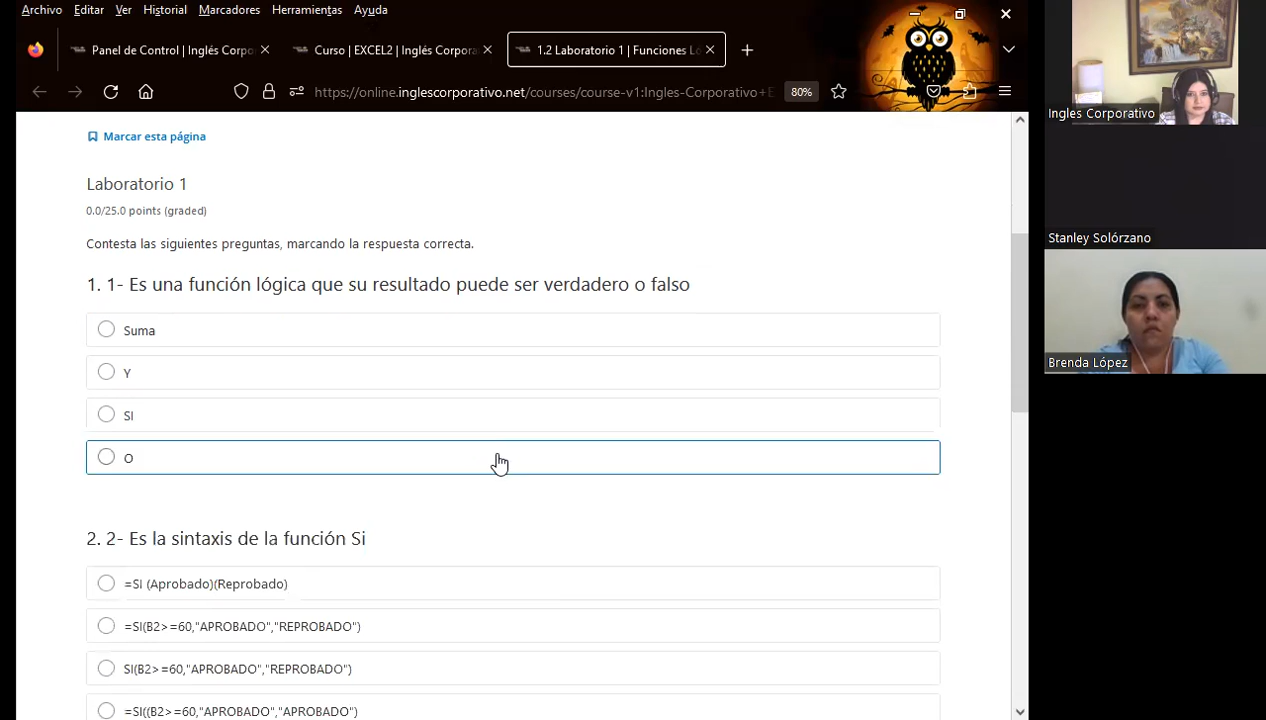 Archivo Editar Ver Historial Marcadores Herramientas Ayuda
Panel de Control | Inglés Corpo
Curso | EXCEL2 | Inglés Corpora
1.2 Laboratorio 1 | Funciones Ló
https://online.inglescorporativo.net/courses/course-v1:Ingles-Corporativo+E
80%
Marcar esta página
Laboratorio 1
0.0/25.0 points (graded)
Contesta las siguientes preguntas, marcando la respuesta correcta.
1. 1- Es una función lógica que su resultado puede ser verdadero o falso
Suma
Y
SI
O
2. 2- Es la sintaxis de la función Si
=SI (Aprobado)(Reprobado)
=SI(B2>=60,"APROBADO","REPROBADO")
SI(B2>=60,"APROBADO","REPROBADO")
=SI((B2>=60,"APROBADO","APROBADO")
Ingles Corporativo
Stanley Solórzano
Brenda López